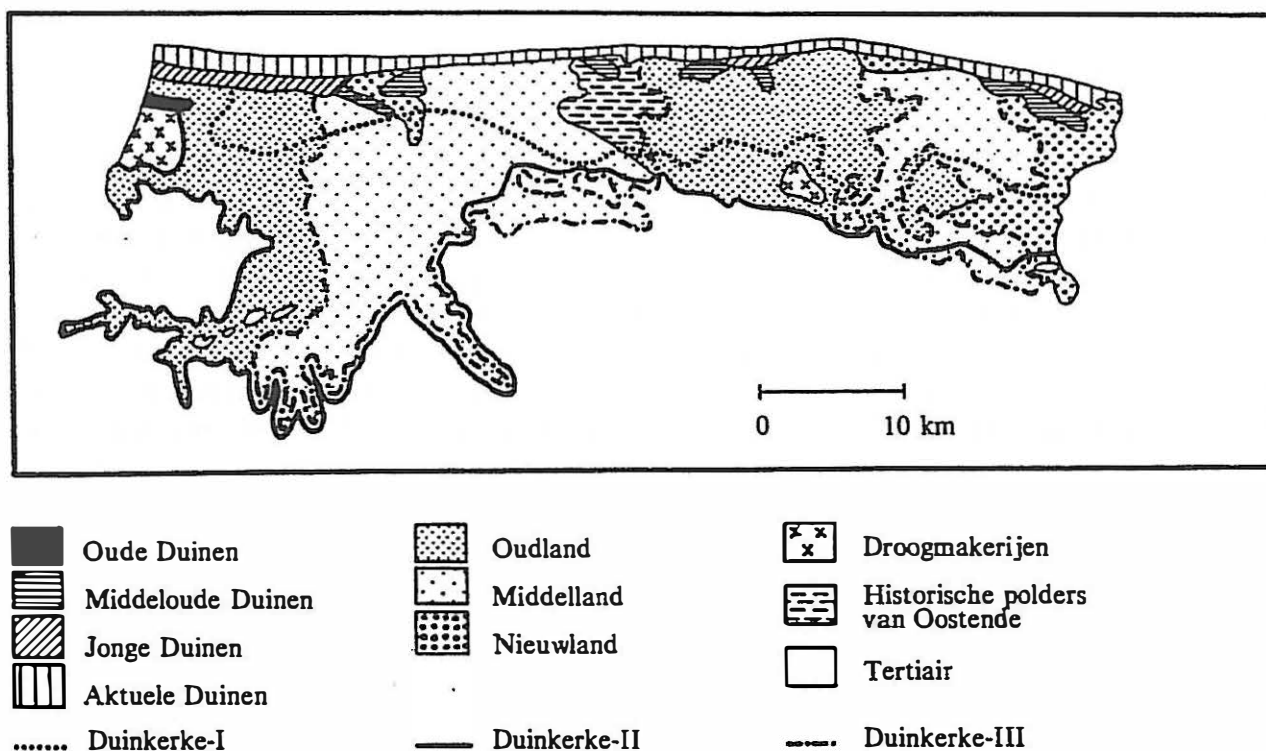 0 10 km
Oude Duinen
Middeloude Duinen
Jonge Duinen
Aktuele Duinen
Duinkerke-I
Oudland
Middelland
Nieuwland
Duinkerke-II
Droogmakerijen
Historische polders
van Oostende
Tertiair
Duinkerke-III